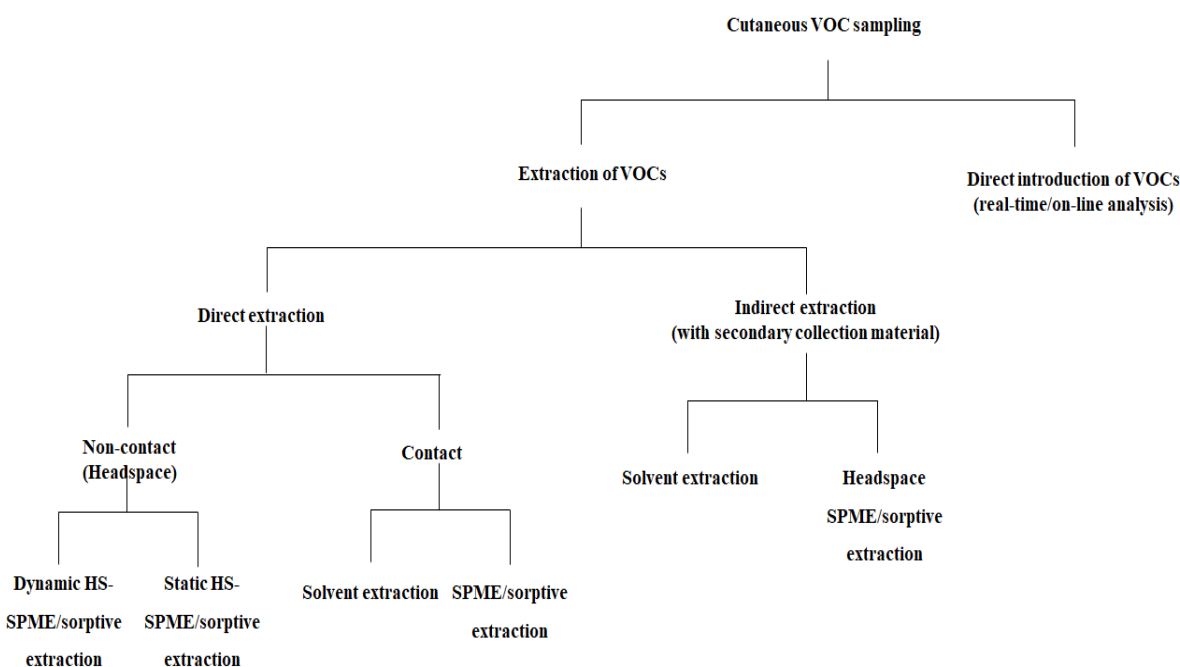 Cutaneous VOC sampling
Extraction of VOCs
Direct introduction of VOCs
(real-time/on-line analysis)
Direct extraction
Indirect extraction
(with secondary collection material)
Non-contact
(Headspace)
Contact
Solvent extraction
Headspace
SPME/sorptive
extraction
Dynamic HS-
SPME/sorptive
extraction
Static HS-
SPME/sorptive
extraction
Solvent extraction
SPME/sorptive
extraction